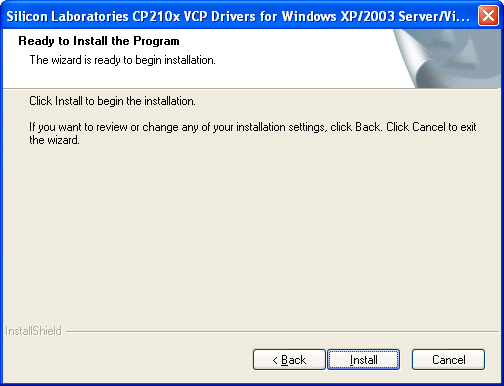 Silicon Laboratories CP210x VCP Drivers for Windows XP/2003 Server/Vi...
Ready to Install the Program
The wizard is ready to begin installation.
Click Install to begin the installation.
If you want to review or change any of your installation settings, click Back. Click Cancel to exit
the wizard.
InstallShield
< Back
Install
Cancel